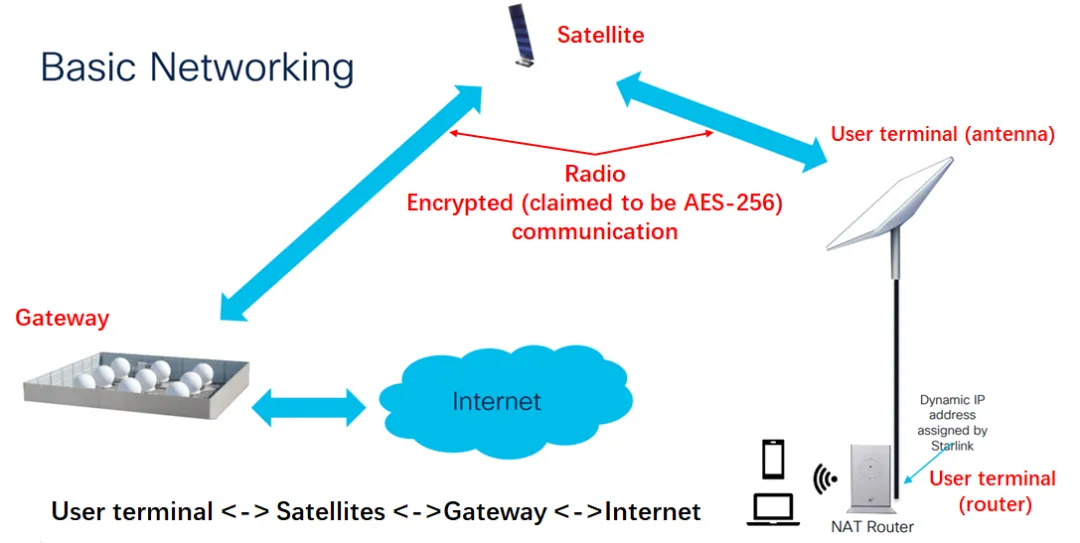 Basic Networking
Satellite
User terminal (antenna)
Radio
Encrypted (claimed to be AES-256)
communication
Gateway
Internet
Dynamic IP
address
assigned by
Starlink
User terminal
(router)
NAT Router
User terminal <-> Satellites <->Gateway <->Internet